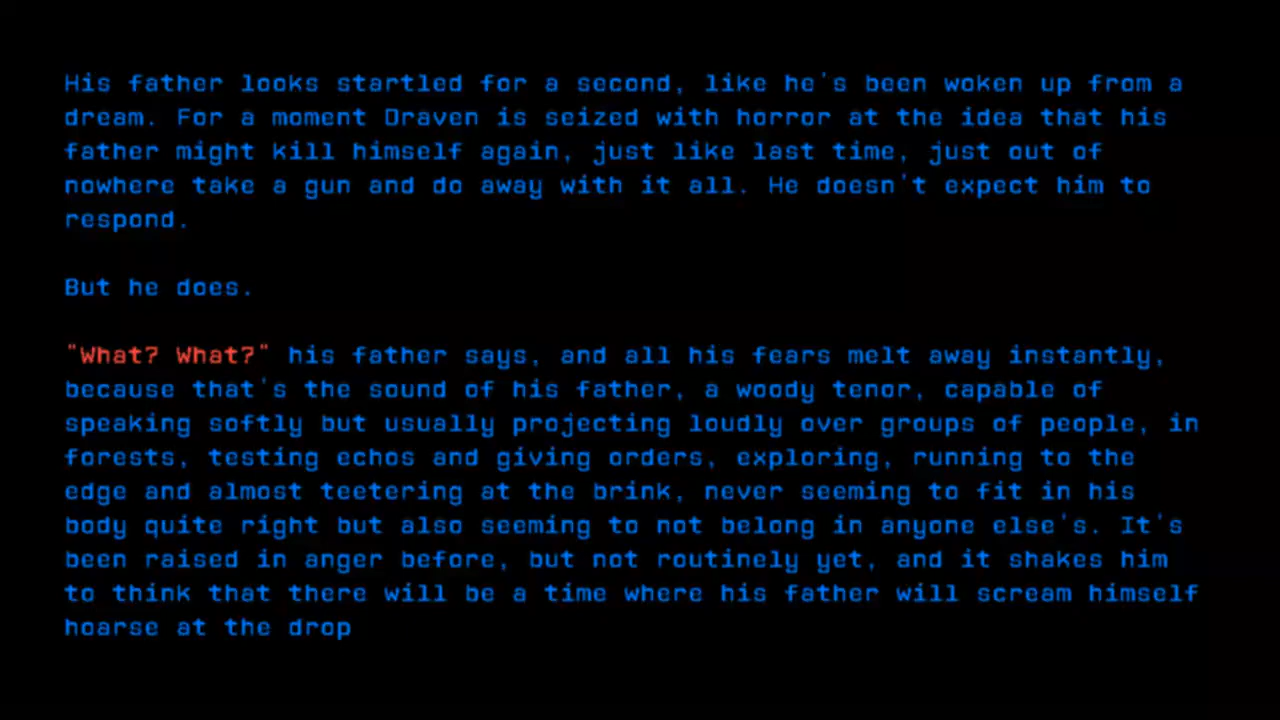 His father looks startled for a second, like he's been woken up from a
dream. For a moment Draven is seized with horror at the idea that his
father might kill himself again, just like last time, just out of
nowhere take a gun and do away with it all. He doesn't expect him to
respond.
But he does.
"What? What?" his father says, and all his fears melt away instantly,
because that's the sound of his father, a woody tenor, capable of
speaking softly but usually projecting loudly over groups of people, in
forests, testing echos and giving orders, exploring, running to the
edge and almost teetering at the brink, never seeming to fit in his
body quite right but also seeming to not belong in anyone else's. It's
been raised in anger before, but not routinely yet, and it shakes him
to think that there will be a time where his father will scream himself
hoarse at the drop